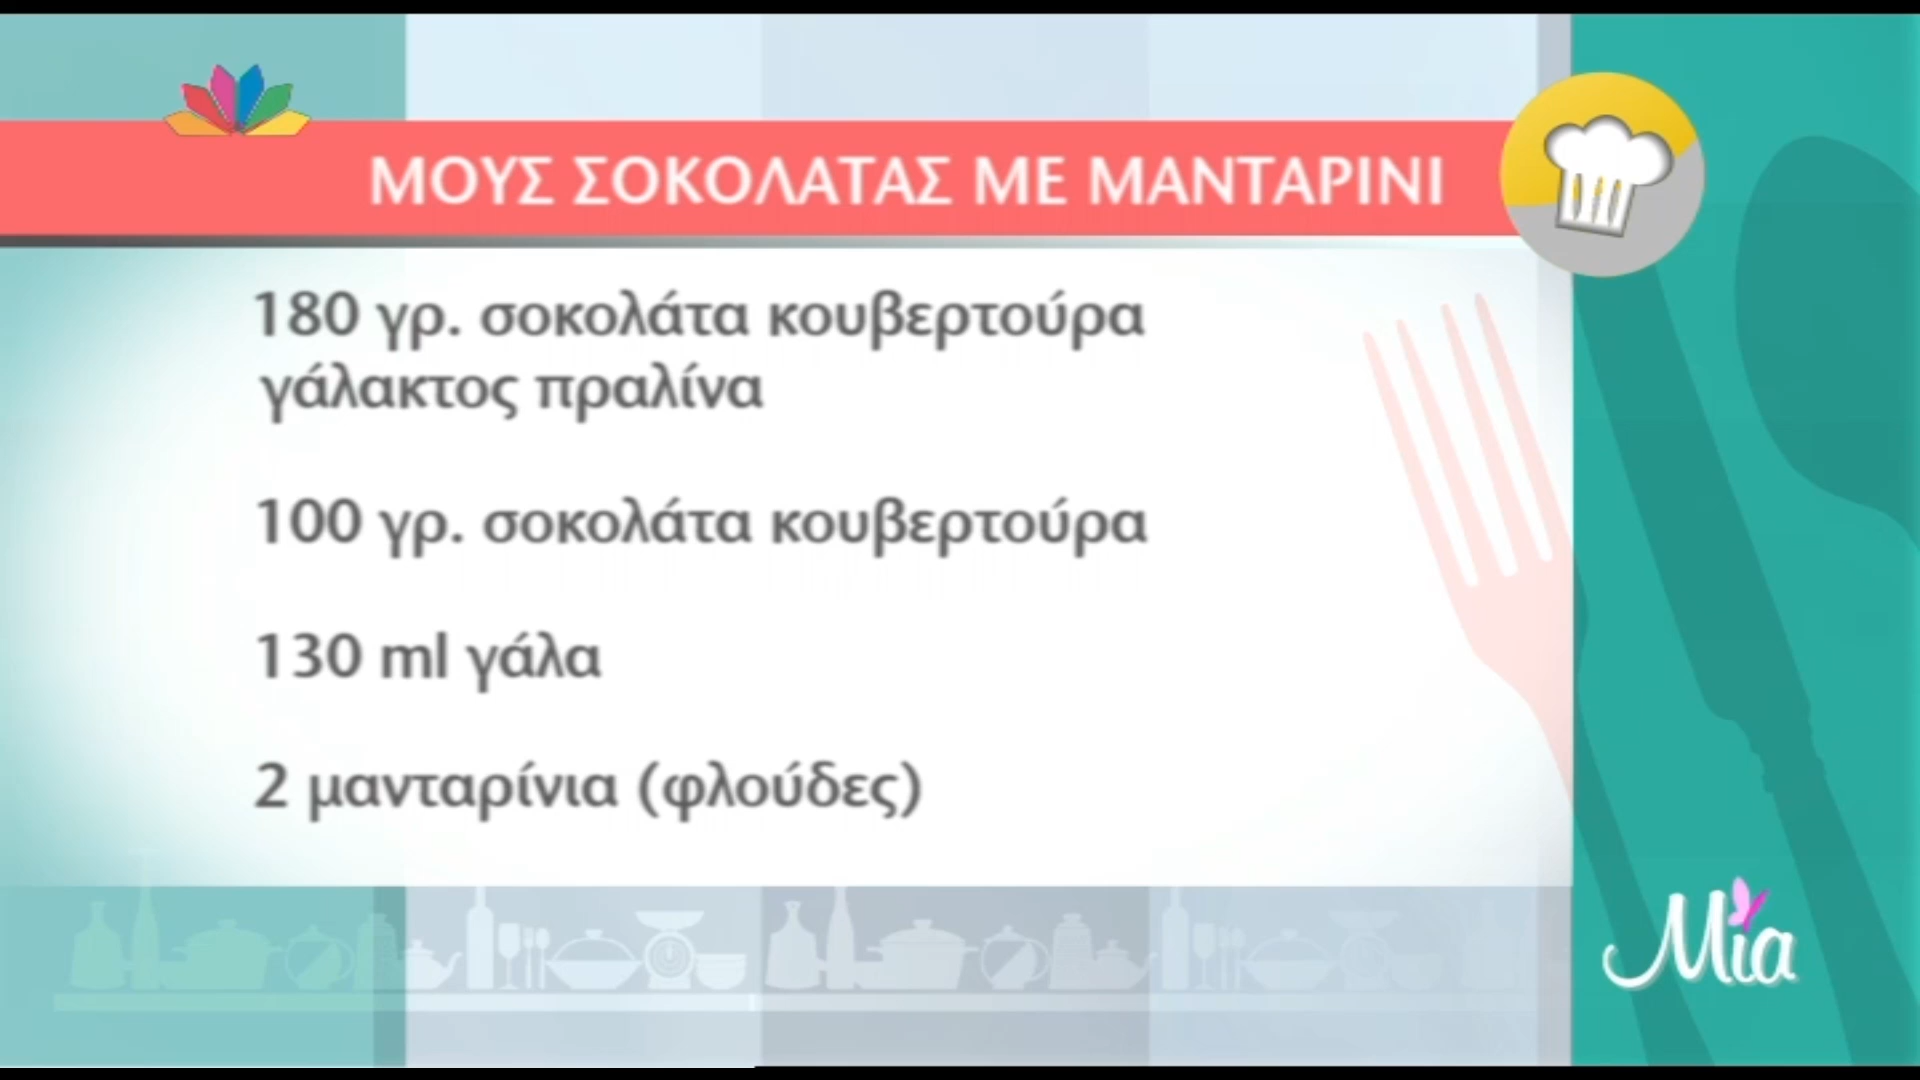 ΜΟΥΣ ΣΟΚΟΛΑΤΑΣ ΜΕ ΜΑΝΤΑΡΙΝΙ
180 γρ. σοκολάτα κουβερτούρα
γάλακτος πραλίνα
100 γρ. σοκολάτα κουβερτούρα
130 ml γάλα
2 μανταρίνια (φλούδες)
Μία